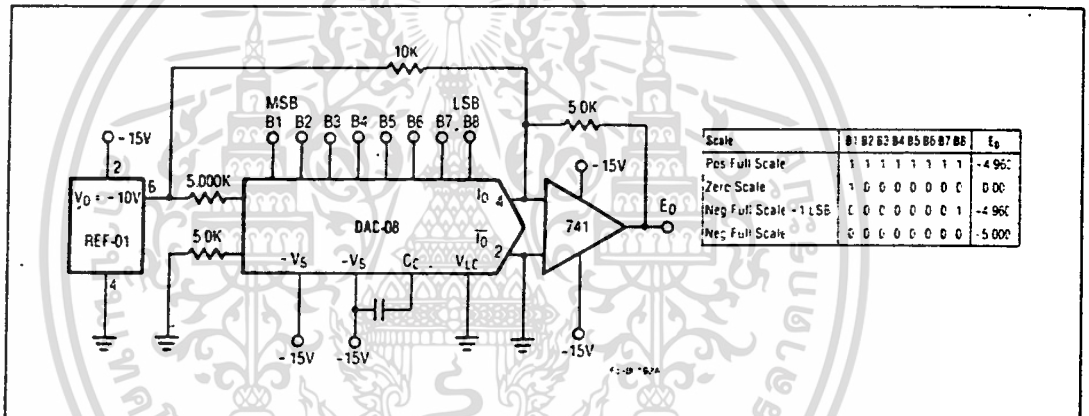 10K
MSB LSB
B1 B2 B3 B4 B5 B6 B7 B8
5 0K
-15V
2
6
V0 = -10V
REF-01
4
5.000K
5 0K
DAC-08
I0 4
I0 2
-VS -VS CC VLC
-15V
-15V
-15V
741
-15V
E0
Scale B1 B2 B3 B4 B5 B6 B7 B8 E0
Pos Full Scale 1 1 1 1 1 1 1 1 -4.960
Zero Scale 1 0 0 0 0 0 0 0 0.00
Neg Full Scale -1 LSB 0 0 0 0 0 0 0 1 -4.960
Neg Full Scale 0 0 0 0 0 0 0 0 -5.000